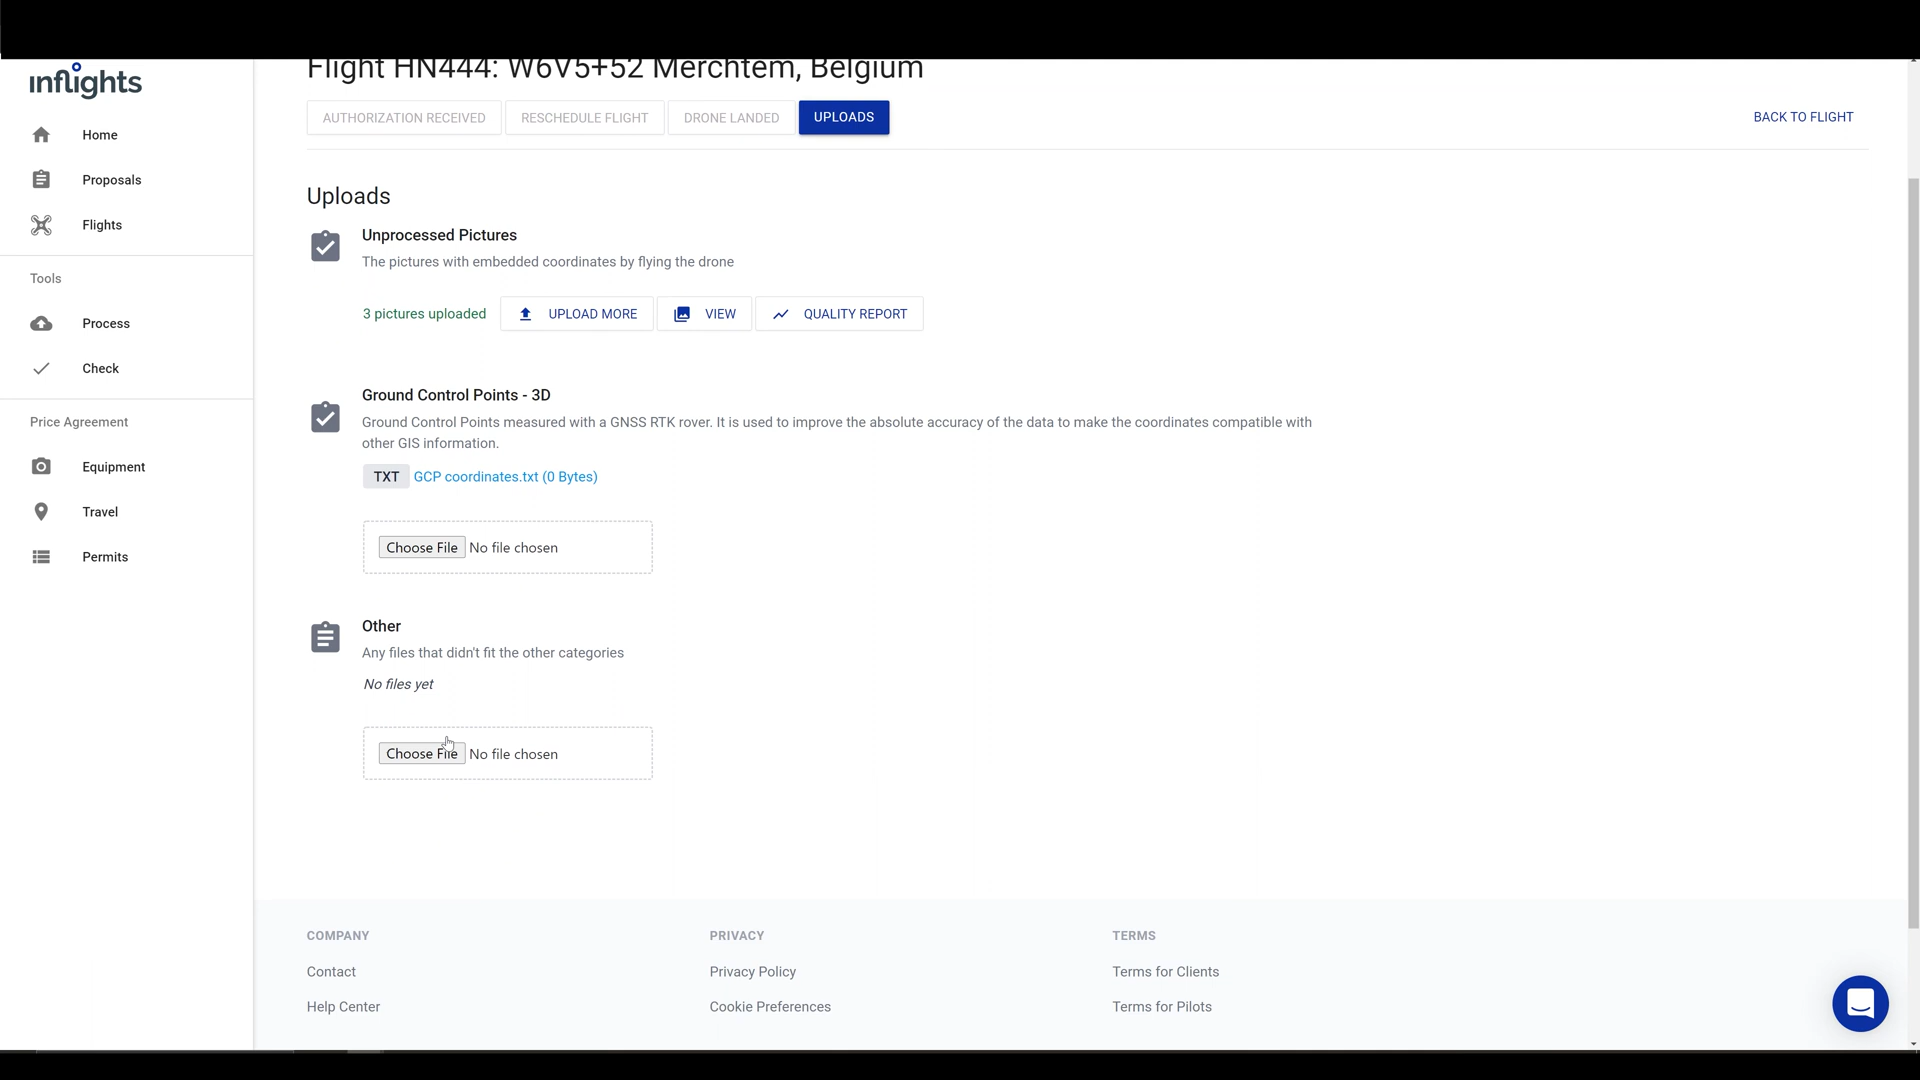 Flight HN444: W6V5+52 Merchtem, Belgium
inflights
AUTHORIZATION RECEIVED
RESCHEDULE FLIGHT
DRONE LANDED
UPLOADS
BACK TO FLIGHT
Home
Proposals
Flights
Tools
Process
Check
Price Agreement
Equipment
Travel
Permits
Uploads
Unprocessed Pictures
The pictures with embedded coordinates by flying the drone
3 pictures uploaded
UPLOAD MORE
VIEW
QUALITY REPORT
Ground Control Points - 3D
Ground Control Points measured with a GNSS RTK rover. It is used to improve the absolute accuracy of the data to make the coordinates compatible with
other GIS information.
TXT GCP coordinates.txt (0 Bytes)
Choose File No file chosen
Other
Any files that didn't fit the other categories
No files yet
Choose File No file chosen
COMPANY
Contact
Help Center
PRIVACY
Privacy Policy
Cookie Preferences
TERMS
Terms for Clients
Terms for Pilots